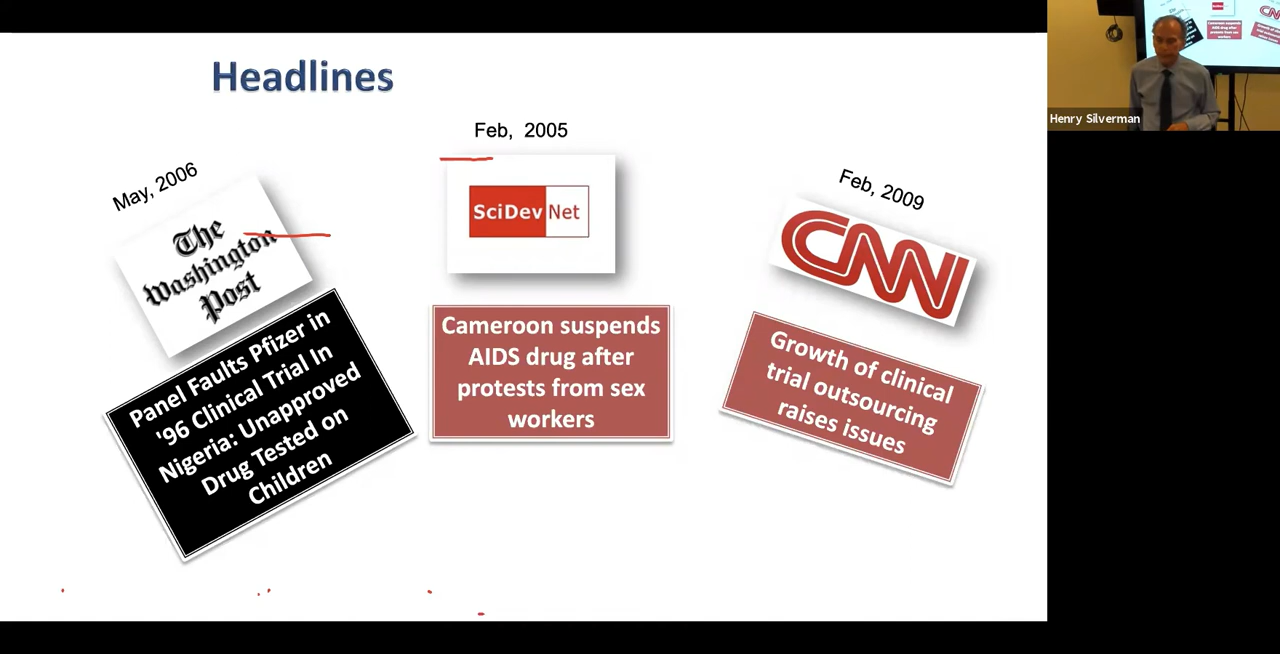 Headlines
May, 2006
The
Washington
Post
Panel Faults Pfizer in
'96 Clinical Trial In
Nigeria: Unapproved
Drug Tested on
Children
Feb, 2005
SciDev Net
Cameroon suspends
AIDS drug after
protests from sex
workers
Feb, 2009
CNN
Growth of clinical
trial outsourcing
raises issues
Henry Silverman